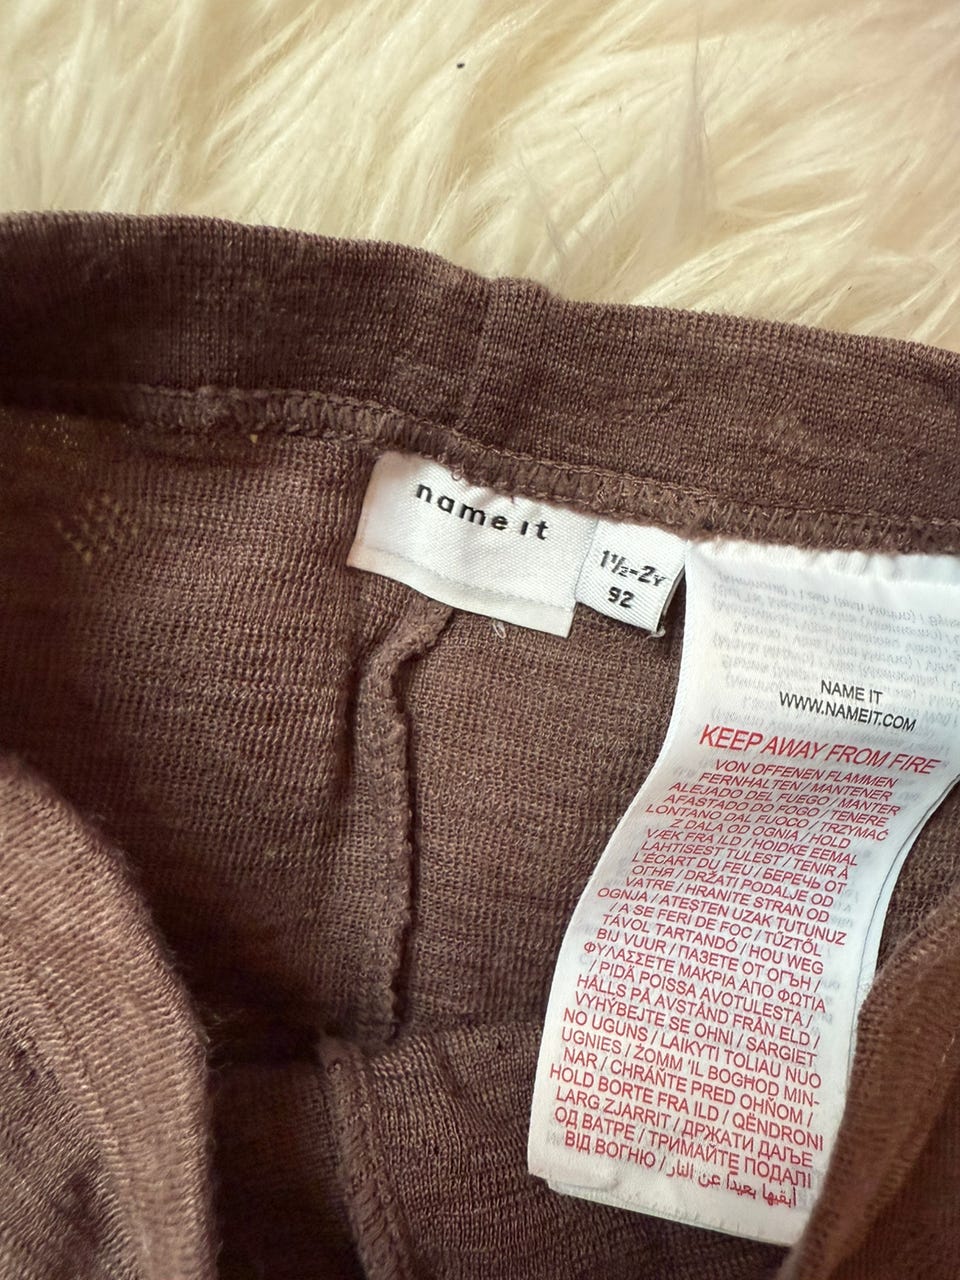 name it
1½-2Y
92
NAME IT
WWW.NAMEIT.COM
KEEP AWAY FROM FIRE
VON OFFENEN FLAMMEN
FERNHALTEN / MANTENER
ALEJADO DEL FUEGO / MANTER
AFASTADO DO FOGO / TENERE
LONTANO DAL FUOCO / TRZYMAĆ
Z DALA OD OGNIA / HOLD
VÆK FRA ILD / HOIDKE EEMAL
LAHTISEST TULEST / TENIR À
L'ÉCART DU FEU / БЕРЕЧЬ ОТ
ОГНЯ / DRŽATI PODALJE OD
VATRE / HRANITE STRAN OD
OGNJA / ATESTEN UZAK TUTUNUZ
/ A SE FERI DE FOC / TŰZTŐL
TÁVOL TARTANDÓ / HOU WEG
BIJ VUUR / ПАЗЕТЕ ОТ ОГЪН /
ΦΥΛΑΣΣΕΤΕ ΜΑΚΡΙΑ ΑΠΟ ΦΩΤΙΑ
/ PIDÄ POISSA AVOTULESTA /
HÅLLS PÅ AVSTÅND FRÅN ELD /
VYHÝBEJTE SE OHNI / SARGIET
NO UGUNS / LAIKYTI TOLIAU NUO
UGNIES / ŻOMM 'IL BOGĦOD MIN-
NAR / CHRÁŇTE PRED OHŇOM /
HOLD BORTE FRA ILD / QËNDRONI
LARG ZJARRIT / ДРЖАТИ ДАЉЕ
ОД ВАТРЕ / ТРИМАЙТЕ ПОДАЛІ
ВІД ВОГНЮ / أبقيها بعيداً عن النار